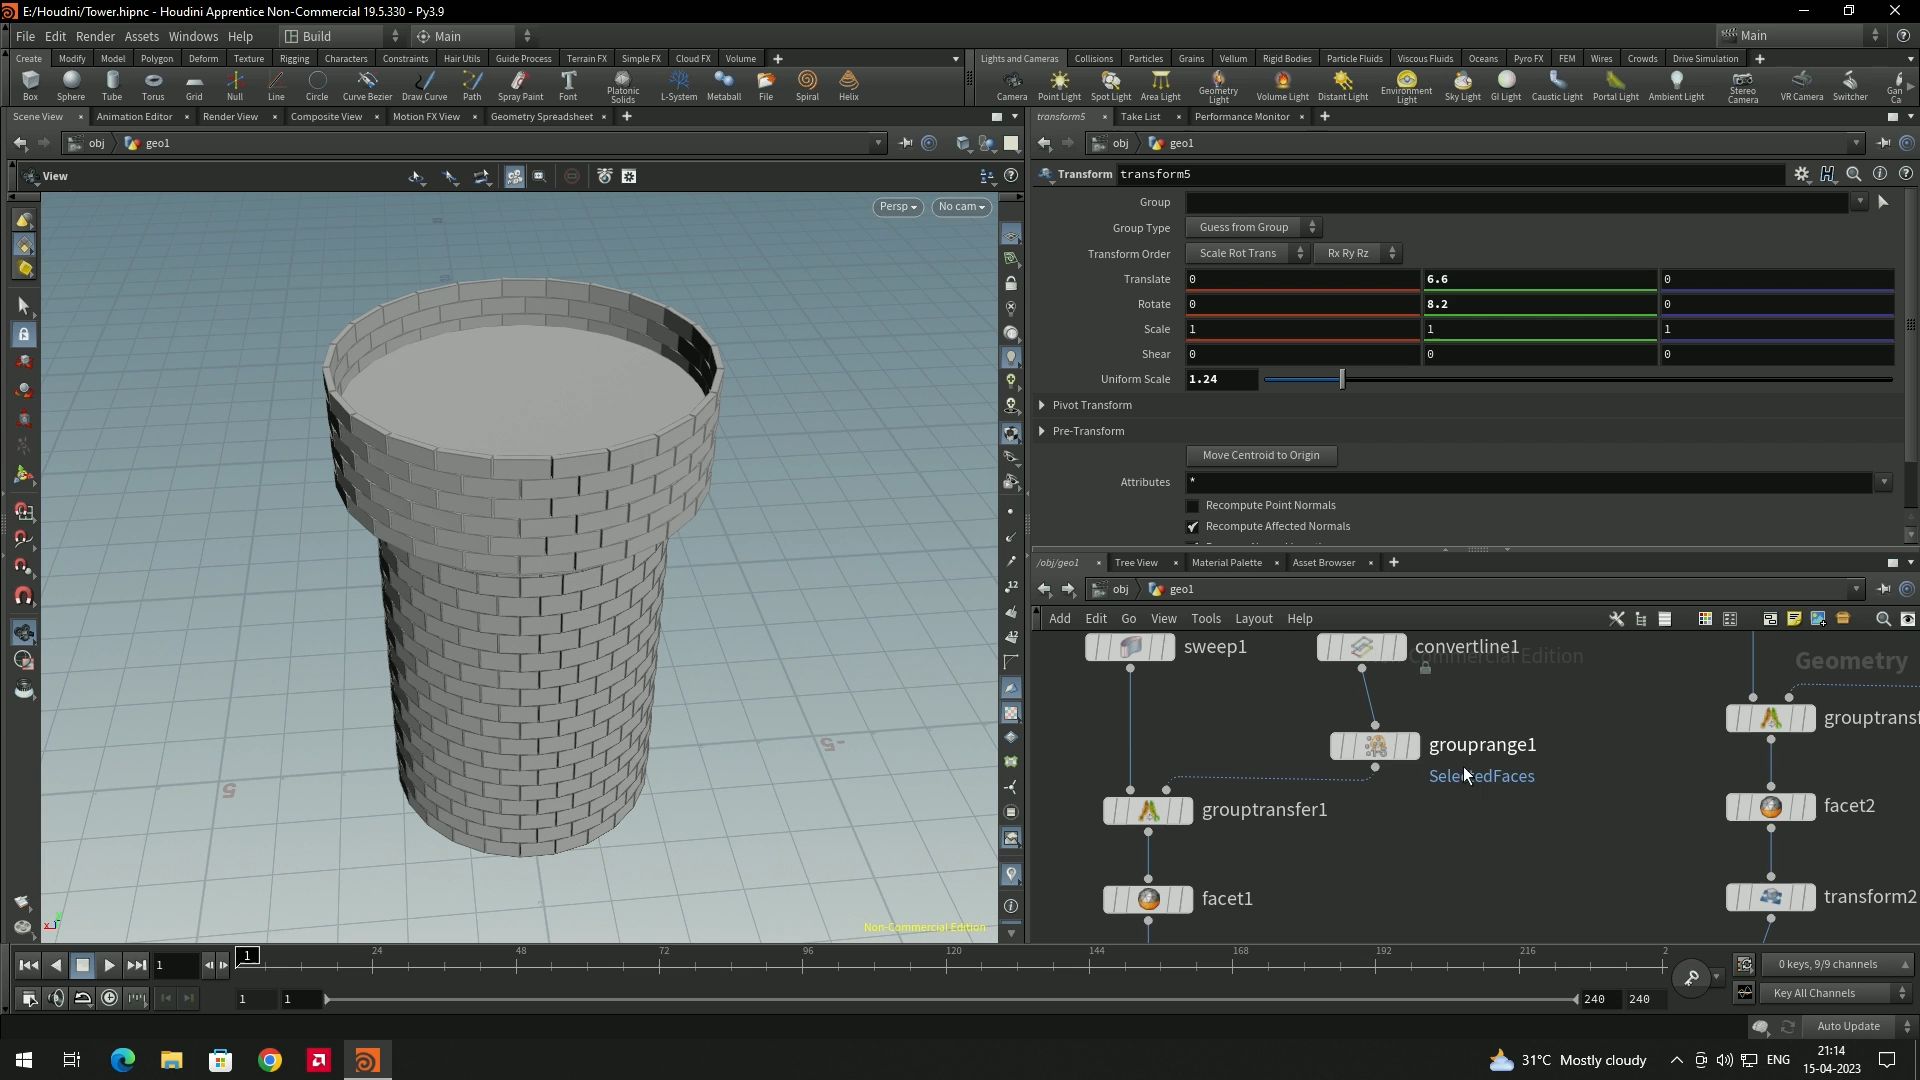 E:/Houdini/Tower.hipnc - Houdini Apprentice Non-Commercial 19.5.330 - Py3.9
File Edit Render Assets Windows Help Build Main Main
Create Modify Model Polygon Deform Texture Rigging Characters Constraints Hair Utils Guide Process Terrain FX Simple FX Cloud FX Volume
Lights and Cameras Collisions Particles Grains Vellum Rigid Bodies Particle Fluids Viscous Fluids Oceans Pyro FX FEM Wires Crowds Drive Simulation
Box Sphere Tube Torus Grid Null Line Circle Curve Bezier Draw Curve Path Spray Paint Font Platonic Solids L-System Metaball File Spiral Helix
Camera Point Light Spot Light Area Light Geometry Light Volume Light Distant Light Environment Light Sky Light GI Light Caustic Light Portal Light Ambient Light Stereo Camera VR Camera Switcher Gan Ca
Scene View Animation Editor Render View Composite View Motion FX View Geometry Spreadsheet
transform5 Take List Performance Monitor
obj geo1
obj geo1
View
Transform transform5
Persp No cam
Group
Group Type Guess from Group
Transform Order Scale Rot Trans Rx Ry Rz
Translate 0 6.6 0
Rotate 0 8.2 0
Scale 1 1 1
Shear 0 0
Uniform Scale 1.24
Pivot Transform
Pre-Transform
Move Centroid to Origin
Attributes *
Recompute Point Normals
Recompute Affected Normals
/obj/geo1 Tree View Material Palette Asset Browser
obj geo1
Add Edit Go View Tools Layout Help
sweep1 convertline1
Commercial Edition
Geometry
grouptransf
grouprange1
SelectedFaces
grouptransfer1
facet2
facet1
transform2
12
12
5
-5
Non-Commercial Edition
1 1 24 48 72 96 120 144 168 192 216 2
0 keys, 9/9 channels
1 1 240 240
Key All Channels
Auto Update
31°C Mostly cloudy ENG 21:14
15-04-2023